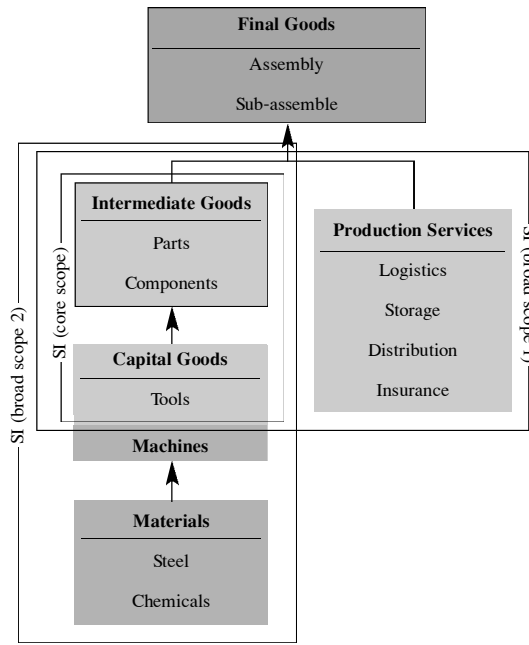 Final Goods
Assembly
Sub-assemble
Intermediate Goods
Parts
Components
Production Services
Logistics
Storage
Distribution
Insurance
Capital Goods
Tools
Machines
Materials
Steel
Chemicals
SI (core scope)
SI (broad scope 2)
SI (broad scope 1)